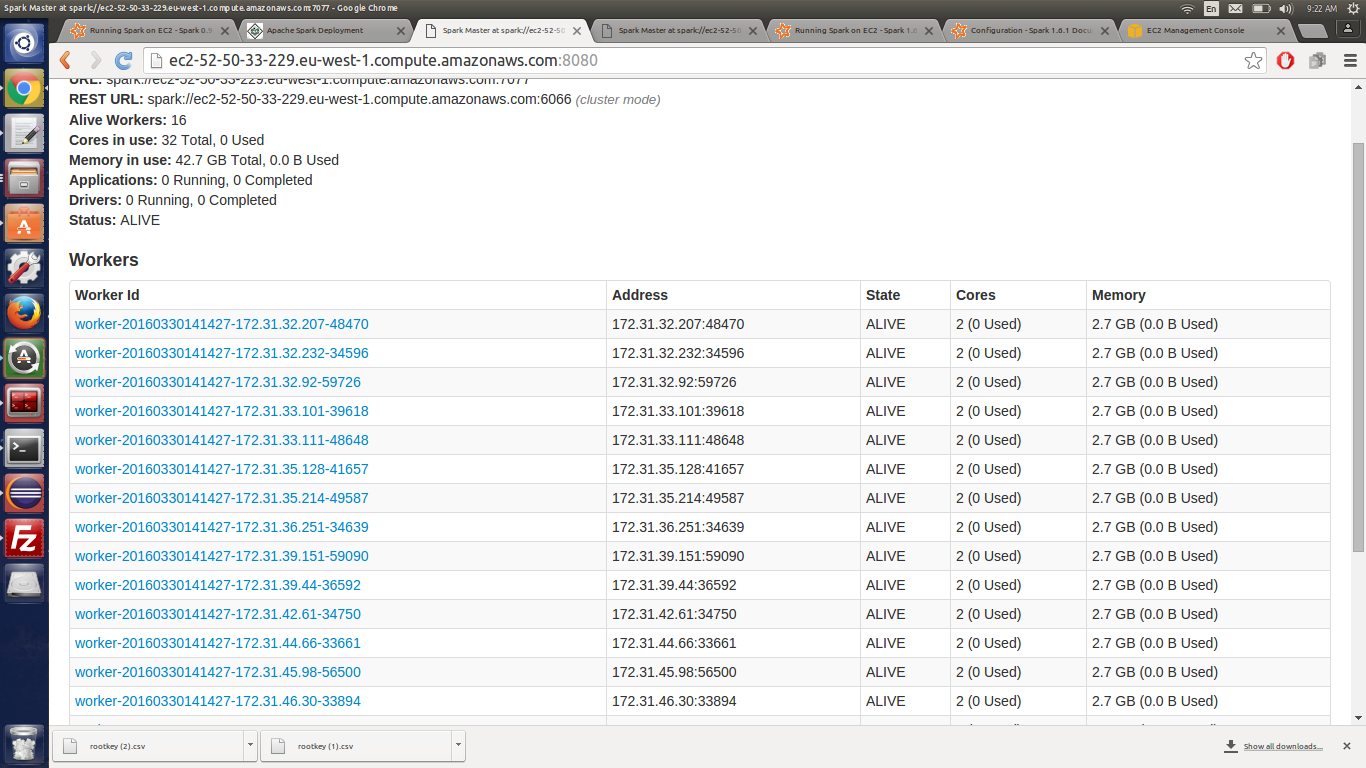 Spark Master at spark://ec2-52-50-33-229.eu-west-1.compute.amazonaws.com:7077 - Google Chrome
En
9:22 AM
Running Spark on EC2 - Spark 0.9
Apache Spark Deployment
Spark Master at spark://ec2-52-50
Spark Master at spark://ec2-52-50
Running Spark on EC2 - Spark 1.6
Configuration - Spark 1.6.1 Docu
EC2 Management Console
ec2-52-50-33-229.eu-west-1.compute.amazonaws.com:8080
URL: spark://ec2-52-50-33-229.eu-west-1.compute.amazonaws.com:7077
REST URL: spark://ec2-52-50-33-229.eu-west-1.compute.amazonaws.com:6066 (cluster mode)
Alive Workers: 16
Cores in use: 32 Total, 0 Used
Memory in use: 42.7 GB Total, 0.0 B Used
Applications: 0 Running, 0 Completed
Drivers: 0 Running, 0 Completed
Status: ALIVE
Workers
Worker Id Address State Cores Memory
worker-20160330141427-172.31.32.207-48470 172.31.32.207:48470 ALIVE 2 (0 Used) 2.7 GB (0.0 B Used)
worker-20160330141427-172.31.32.232-34596 172.31.32.232:34596 ALIVE 2 (0 Used) 2.7 GB (0.0 B Used)
worker-20160330141427-172.31.32.92-59726 172.31.32.92:59726 ALIVE 2 (0 Used) 2.7 GB (0.0 B Used)
worker-20160330141427-172.31.33.101-39618 172.31.33.101:39618 ALIVE 2 (0 Used) 2.7 GB (0.0 B Used)
worker-20160330141427-172.31.33.111-48648 172.31.33.111:48648 ALIVE 2 (0 Used) 2.7 GB (0.0 B Used)
worker-20160330141427-172.31.35.128-41657 172.31.35.128:41657 ALIVE 2 (0 Used) 2.7 GB (0.0 B Used)
worker-20160330141427-172.31.35.214-49587 172.31.35.214:49587 ALIVE 2 (0 Used) 2.7 GB (0.0 B Used)
worker-20160330141427-172.31.36.251-34639 172.31.36.251:34639 ALIVE 2 (0 Used) 2.7 GB (0.0 B Used)
worker-20160330141427-172.31.39.151-59090 172.31.39.151:59090 ALIVE 2 (0 Used) 2.7 GB (0.0 B Used)
worker-20160330141427-172.31.39.44-36592 172.31.39.44:36592 ALIVE 2 (0 Used) 2.7 GB (0.0 B Used)
worker-20160330141427-172.31.42.61-34750 172.31.42.61:34750 ALIVE 2 (0 Used) 2.7 GB (0.0 B Used)
worker-20160330141427-172.31.44.66-33661 172.31.44.66:33661 ALIVE 2 (0 Used) 2.7 GB (0.0 B Used)
worker-20160330141427-172.31.45.98-56500 172.31.45.98:56500 ALIVE 2 (0 Used) 2.7 GB (0.0 B Used)
worker-20160330141427-172.31.46.30-33894 172.31.46.30:33894 ALIVE 2 (0 Used) 2.7 GB (0.0 B Used)
rootkey (2).csv
rootkey (1).csv
Show all downloads...